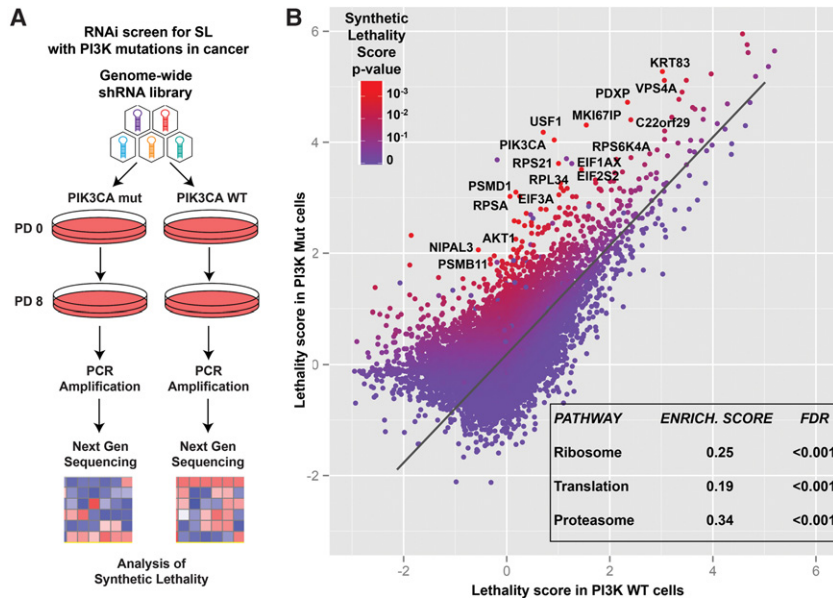 A
RNAi screen for SL
with PI3K mutations in cancer
Genome-wide
shRNA library
PIK3CA mut
PIK3CA WT
PD 0
PD 8
PCR
Amplification
PCR
Amplification
Next Gen
Sequencing
Next Gen
Sequencing
Analysis of
Synthetic Lethality
B
Synthetic
Lethality
Score
p-value
10-3
10-2
10-1
0
Lethality score in PI3K Mut cells
6
4
2
0
-2
KRT83
VPS4A
PDXP
MKI67IP
C22orf29
USF1
PIK3CA
RPS6K4A
RPS21
EIF1AX
EIF2S2
RPL34
PSMD1
EIF3A
RPSA
AKT1
NIPAL3
PSMB11
PATHWAY ENRICH. SCORE FDR
Ribosome 0.25 <0.001
Translation 0.19 <0.001
Proteasome 0.34 <0.001
-2 0 2 4 6
Lethality score in PI3K WT cells